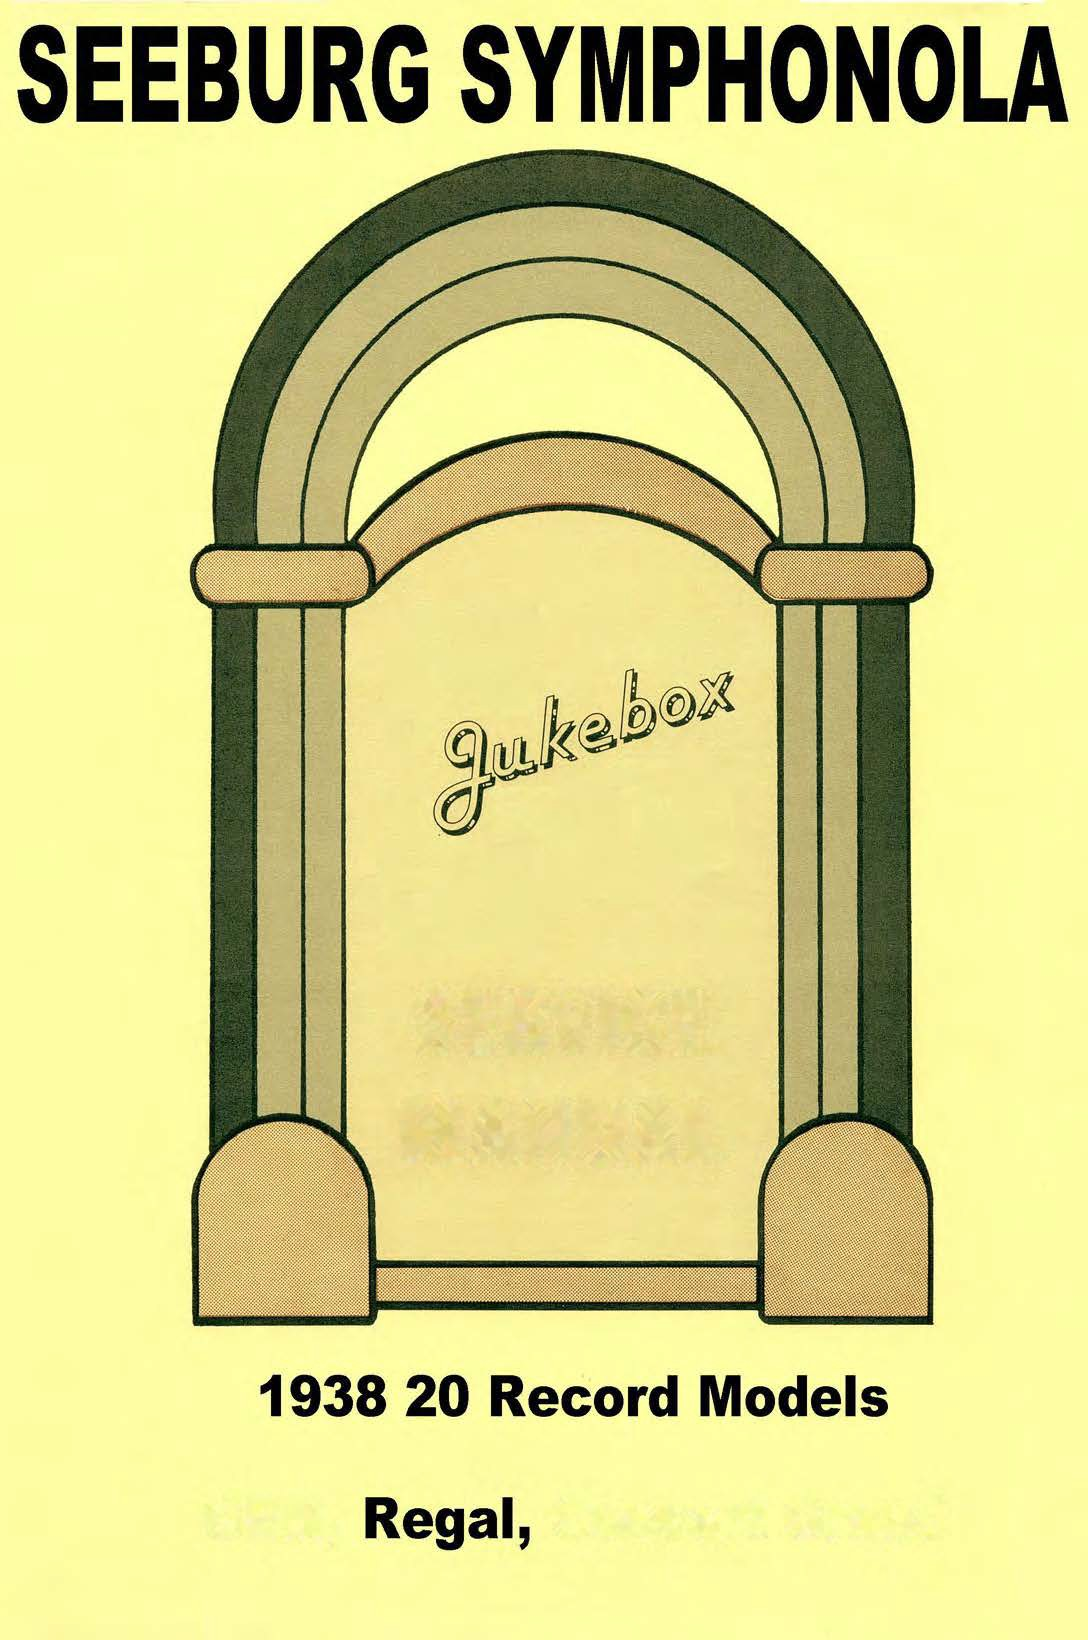 SEEBURG SYMPHONOLA
Jukebox
1938 20 Record Models
Regal,